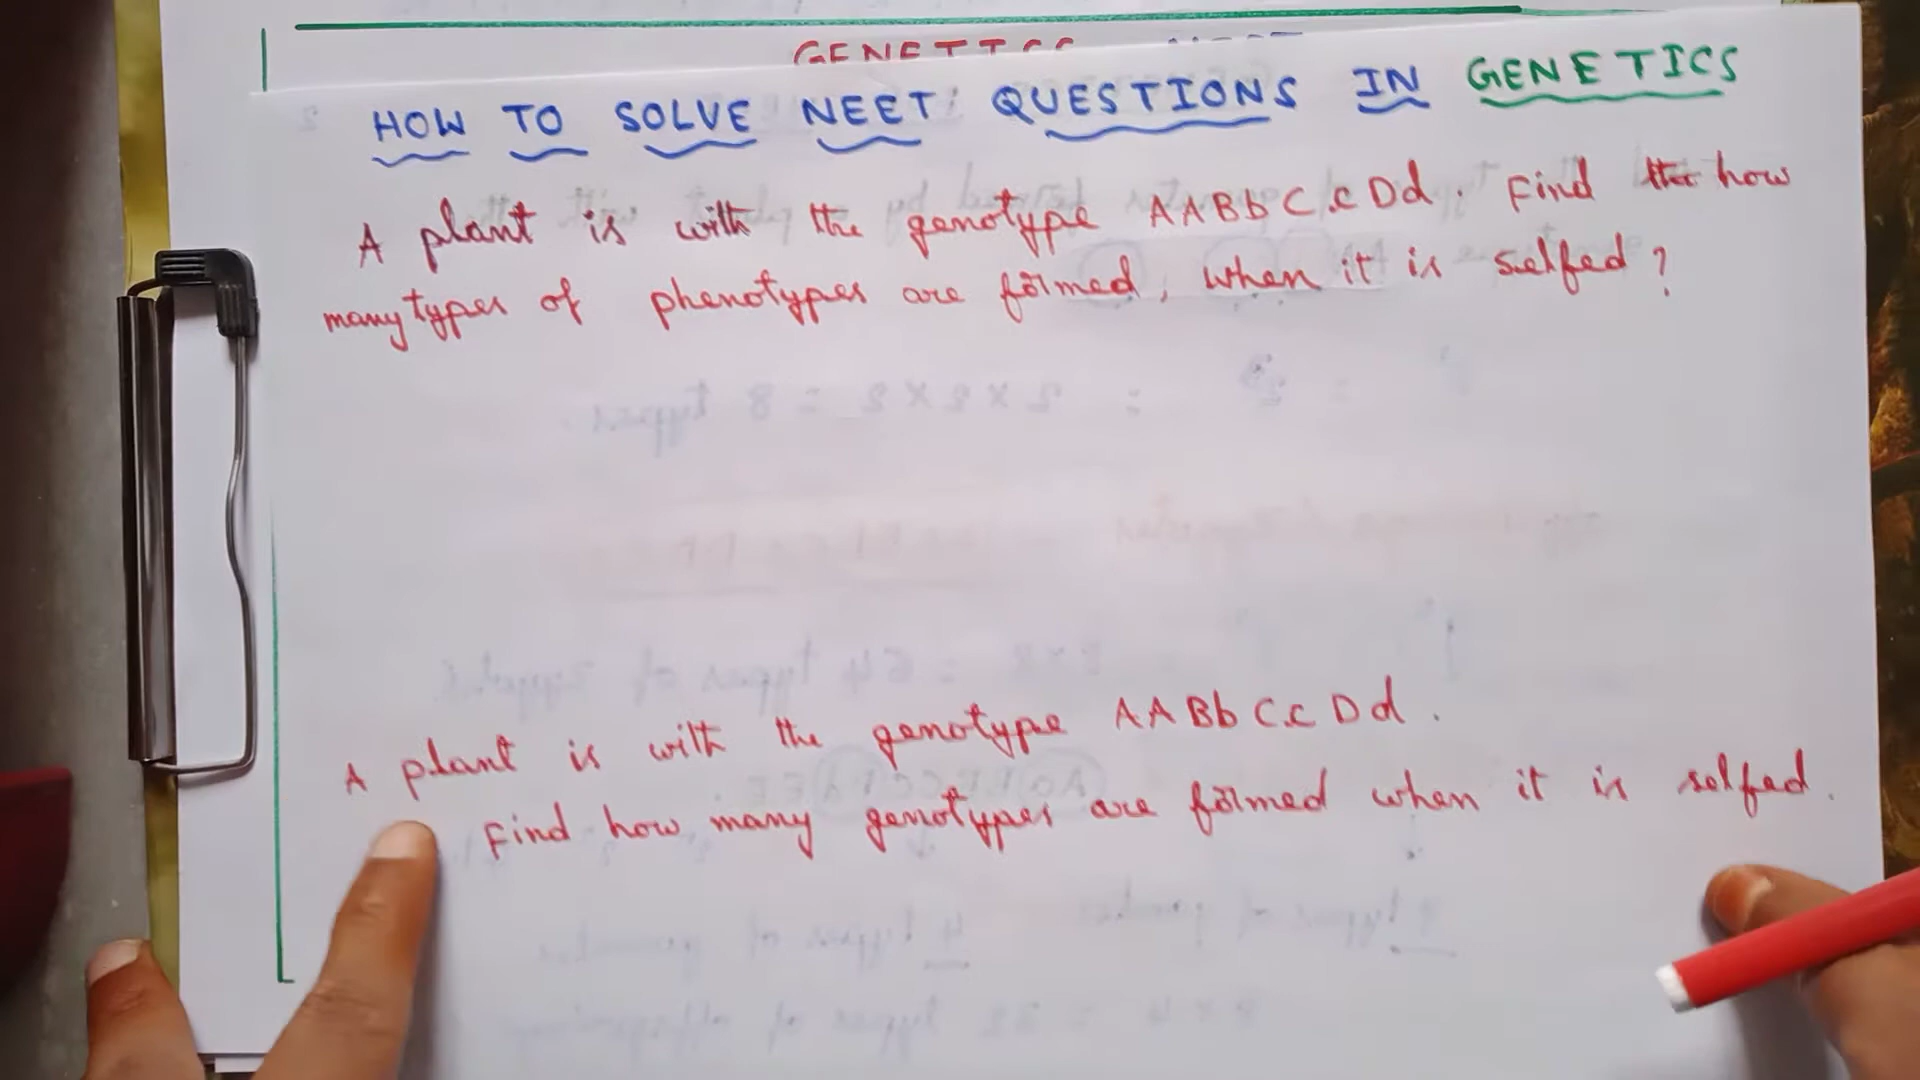 HOW TO SOLVE NEET QUESTIONS IN GENETICS
A plant is with the genotype AABbCcDd. Find how
many types of phenotypes are formed, when it is selfed?
A plant is with the genotype AABbCcDd.
Find how many genotypes are formed when it is selfed.